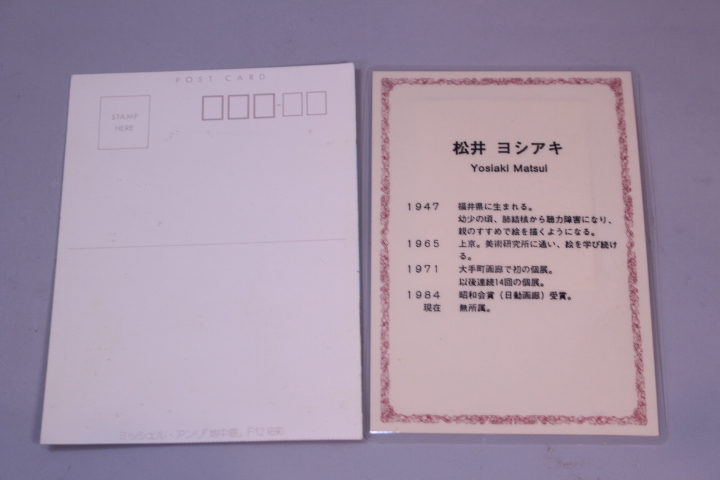 POST CARD
STAMP
HERE
松井 ヨシアキ
Yosiaki Matsui
1947 福井県に生まれる。
幼少の頃、肺結核から聴力障害になり、
親のすすめで絵を描くようになる。
1965 上京。美術研究所に通い、絵を学び続け
る。
1971 大手町画廊で初の個展。
以後連続14回の個展。
1984 昭和会賞（日動画廊）受賞。
現在 無所属。